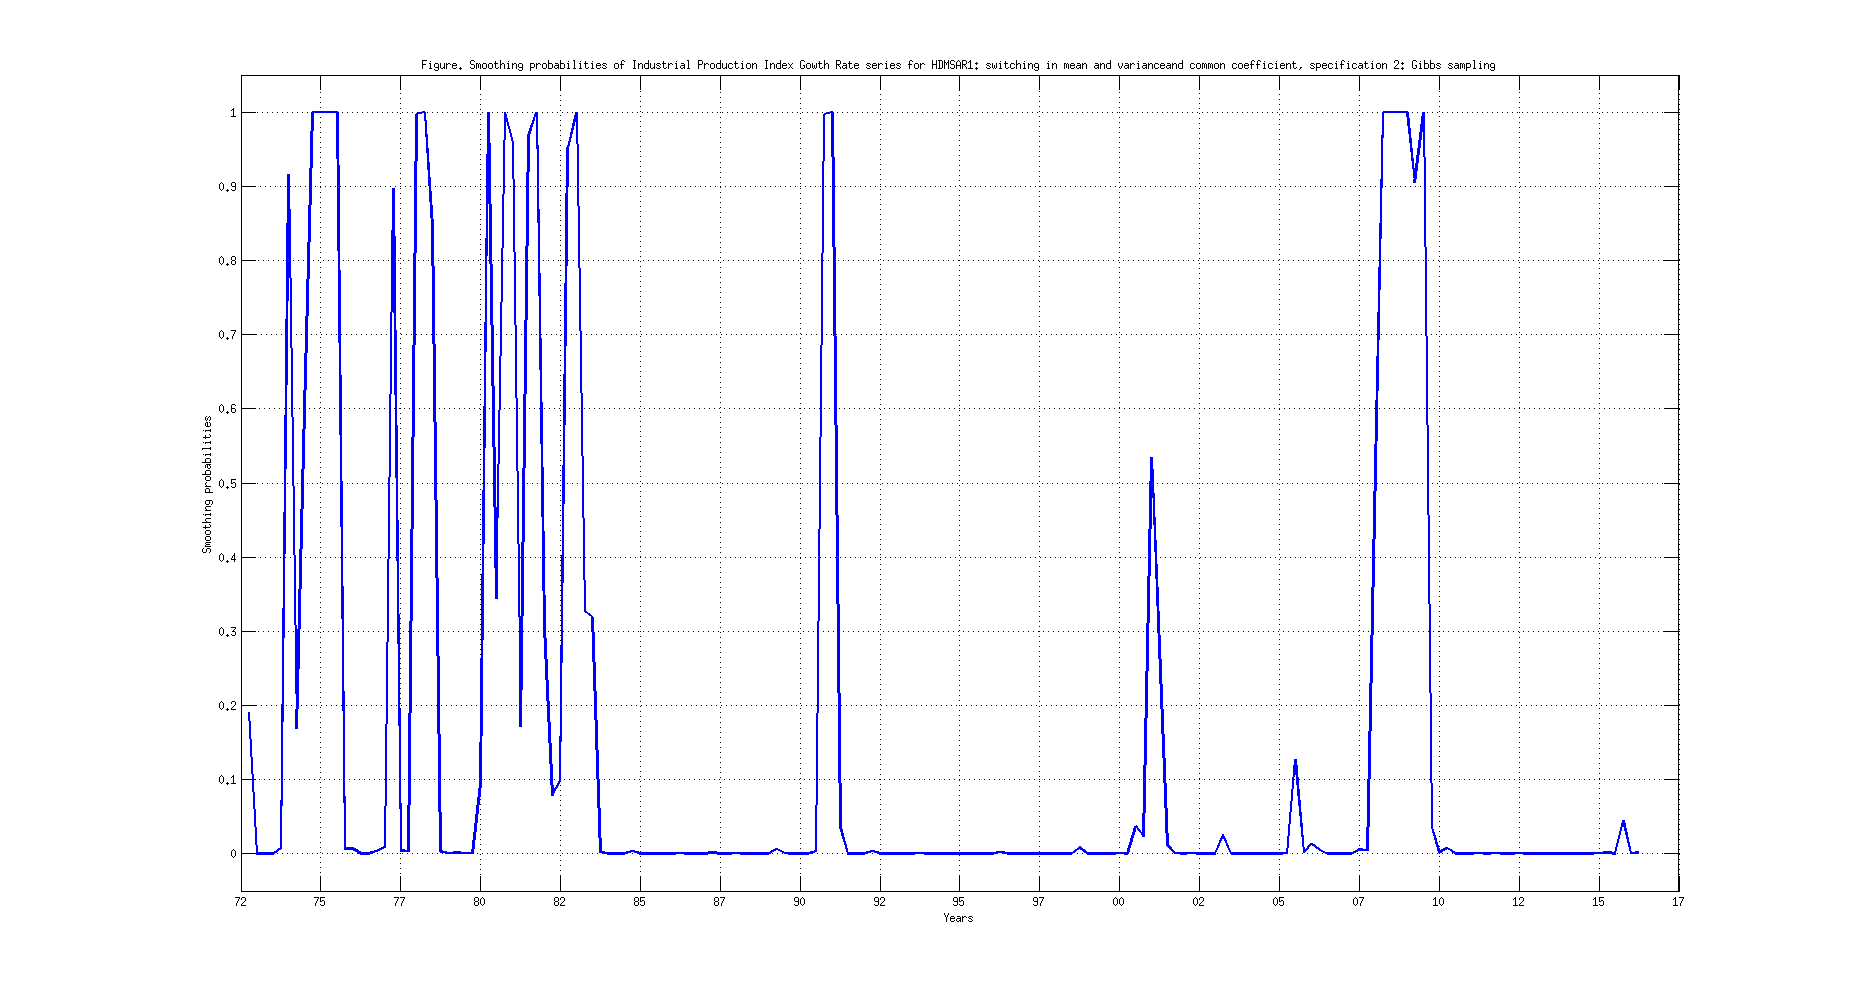 Figure. Smoothing probabilities of Industrial Production Index Gowth Rate series for HDMSAR1: switching in mean and varianceand common coefficient, specification 2: Gibbs sampling
1
0.9
0.8
0.7
0.6
0.5
0.4
0.3
0.2
0.1
0
Smoothing probabilities
72 75 77 80 82 85 87 90 92 95 97 00 02 05 07 10 12 15 17
Years